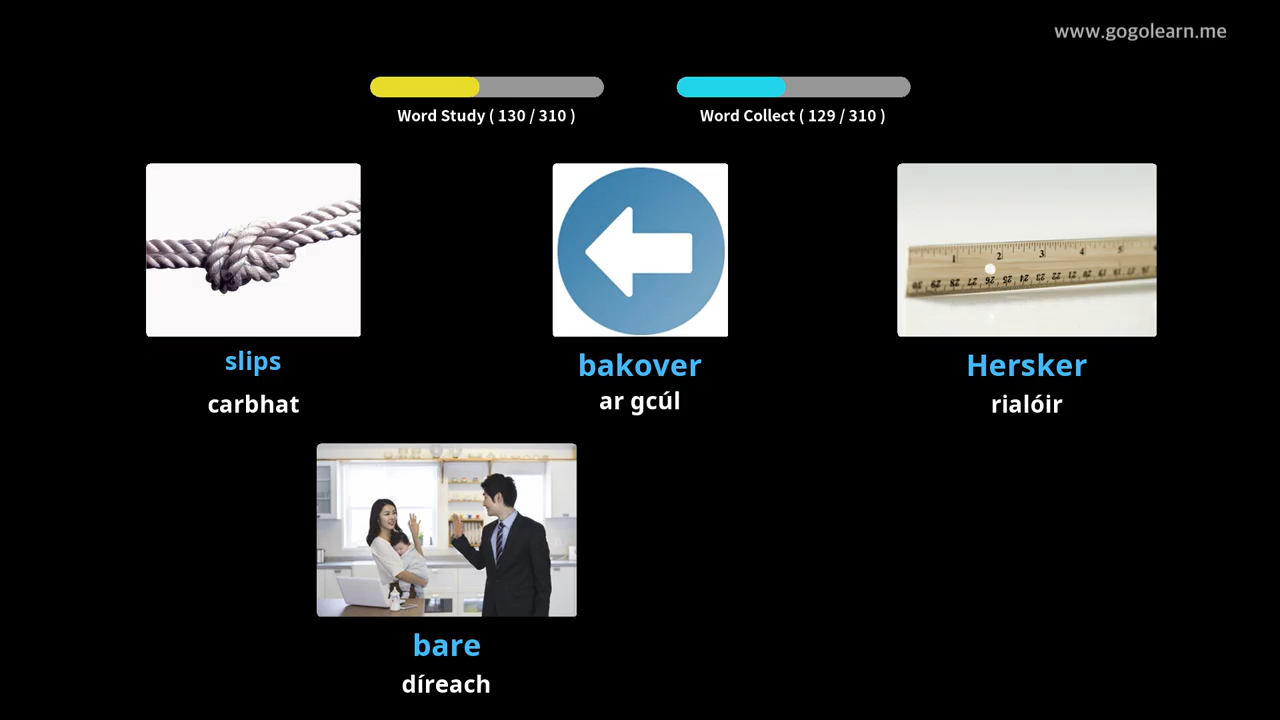 www.gogolearn.me
Word Study ( 130 / 310 )
Word Collect ( 129 / 310 )
slips
carbhat
bakover
ar gcúl
Hersker
rialóir
bare
díreach